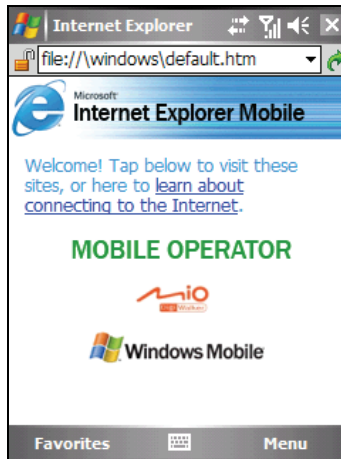 Internet Explorer
file://\windows\default.htm
Microsoft
Internet Explorer Mobile
Welcome! Tap below to visit these
sites, or here to learn about
connecting to the Internet.
MOBILE OPERATOR
Mio
DigiWalker
Windows Mobile
Favorites
Menu